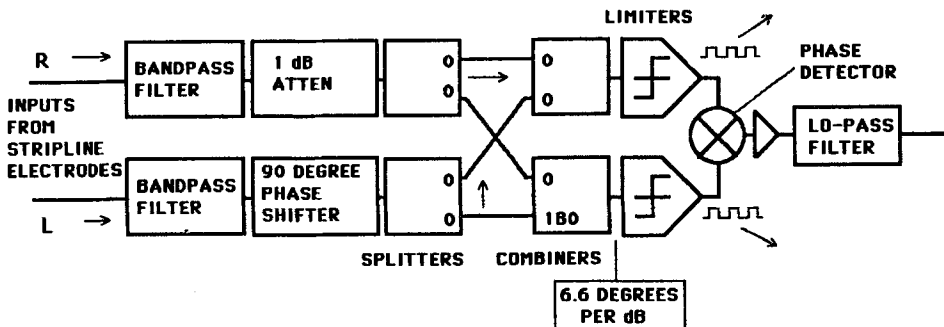 LIMITERS
R
BANDPASS
FILTER
1 dB
ATTEN
0
0
0
0
PHASE
DETECTOR
INPUTS
FROM
STRIPLINE
ELECTRODES
LO-PASS
FILTER
L
BANDPASS
FILTER
90 DEGREE
PHASE
SHIFTER
0
0
0
180
SPLITTERS
COMBINERS
6.6 DEGREES
PER dB